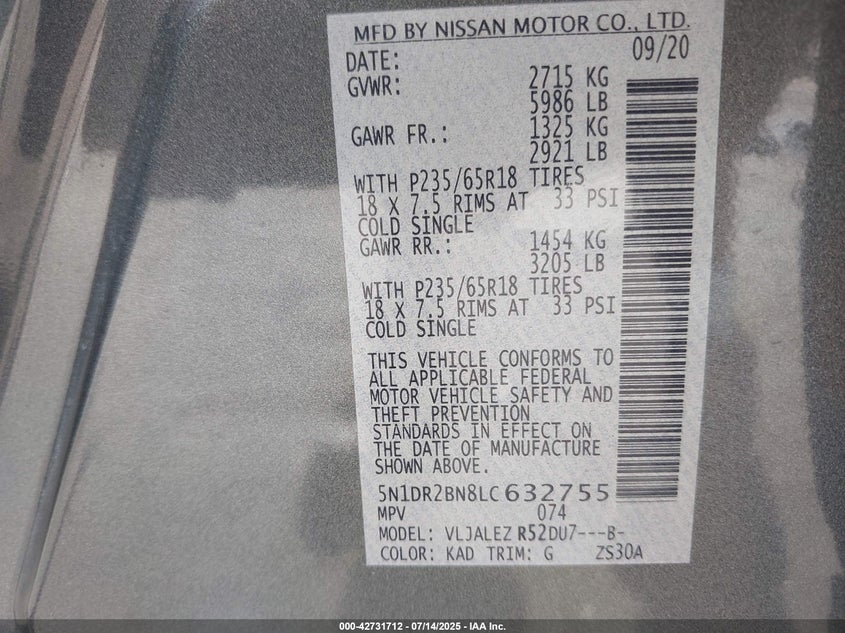 MFD BY NISSAN MOTOR CO., LTD.
DATE: 09/20
GVWR: 2715 KG
5986 LB
GAWR FR.: 1325 KG
2921 LB
WITH P235/65R18 TIRES
18 X 7.5 RIMS AT 33 PSI
COLD SINGLE
GAWR RR.: 1454 KG
3205 LB
WITH P235/65R18 TIRES
18 X 7.5 RIMS AT 33 PSI
COLD SINGLE
THIS VEHICLE CONFORMS TO
ALL APPLICABLE FEDERAL
MOTOR VEHICLE SAFETY AND
THEFT PREVENTION
STANDARDS IN EFFECT ON
THE DATE OF MANUFACTURE
SHOWN ABOVE.
5N1DR2BN8LC632755
MPV 074
MODEL: VLJALEZ R52DU7---B-
COLOR: KAD TRIM: G ZS30A
000-42731712 - 07/14/2025 - IAA Inc.